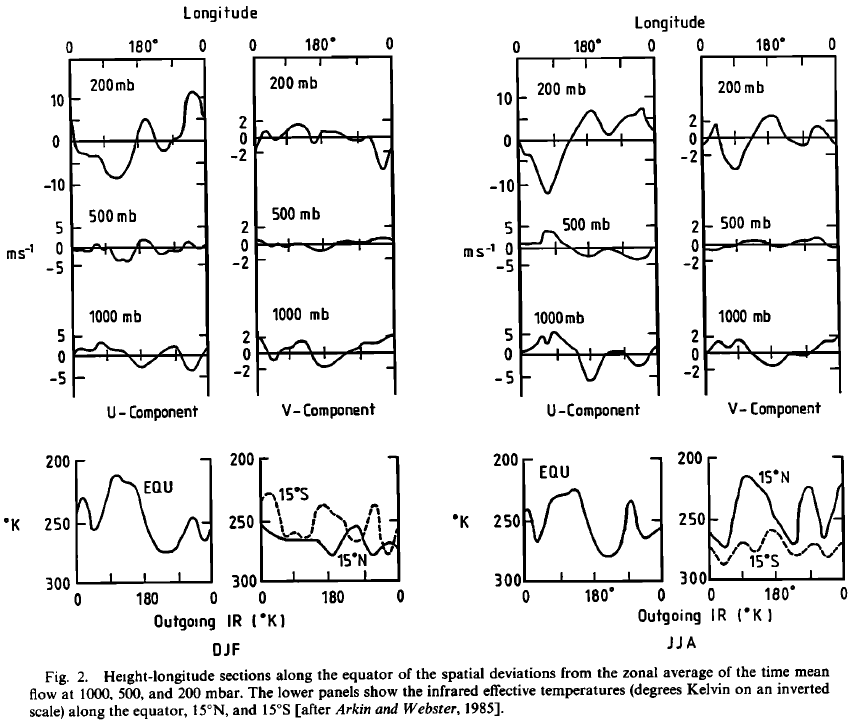 Longitude
0 180° 0
0 180° 0
200mb
10
0
-10
500 mb
5
0
-5
ms⁻¹
1000 mb
5
0
-5
U-Component
200 mb
2
0
-2
500 mb
2
0
-2
1000 mb
2
0
-2
V-Component
Longitude
0 180° 0
0 180° 0
200 mb
10
0
-10
500 mb
5
0
-5
ms⁻¹
1000mb
5
0
-5
U-Component
200 mb
2
0
-2
500 mb
2
0
-2
1000 mb
2
0
-2
V-Component
200
250
300
°K
EQU
0 180 0
200
250
300
15°S
15°N
0 180 0
Outgoing IR (°K)
DJF
200
250
300
°K
EQU
0 180° 0
200
250
300
15°N
15°S
0 180° 0
Outgoing IR (°K)
JJA
Fig. 2. Height-longitude sections along the equator of the spatial deviations from the zonal average of the time mean
flow at 1000, 500, and 200 mbar. The lower panels show the infrared effective temperatures (degrees Kelvin on an inverted
scale) along the equator, 15°N, and 15°S [after Arkin and Webster, 1985].